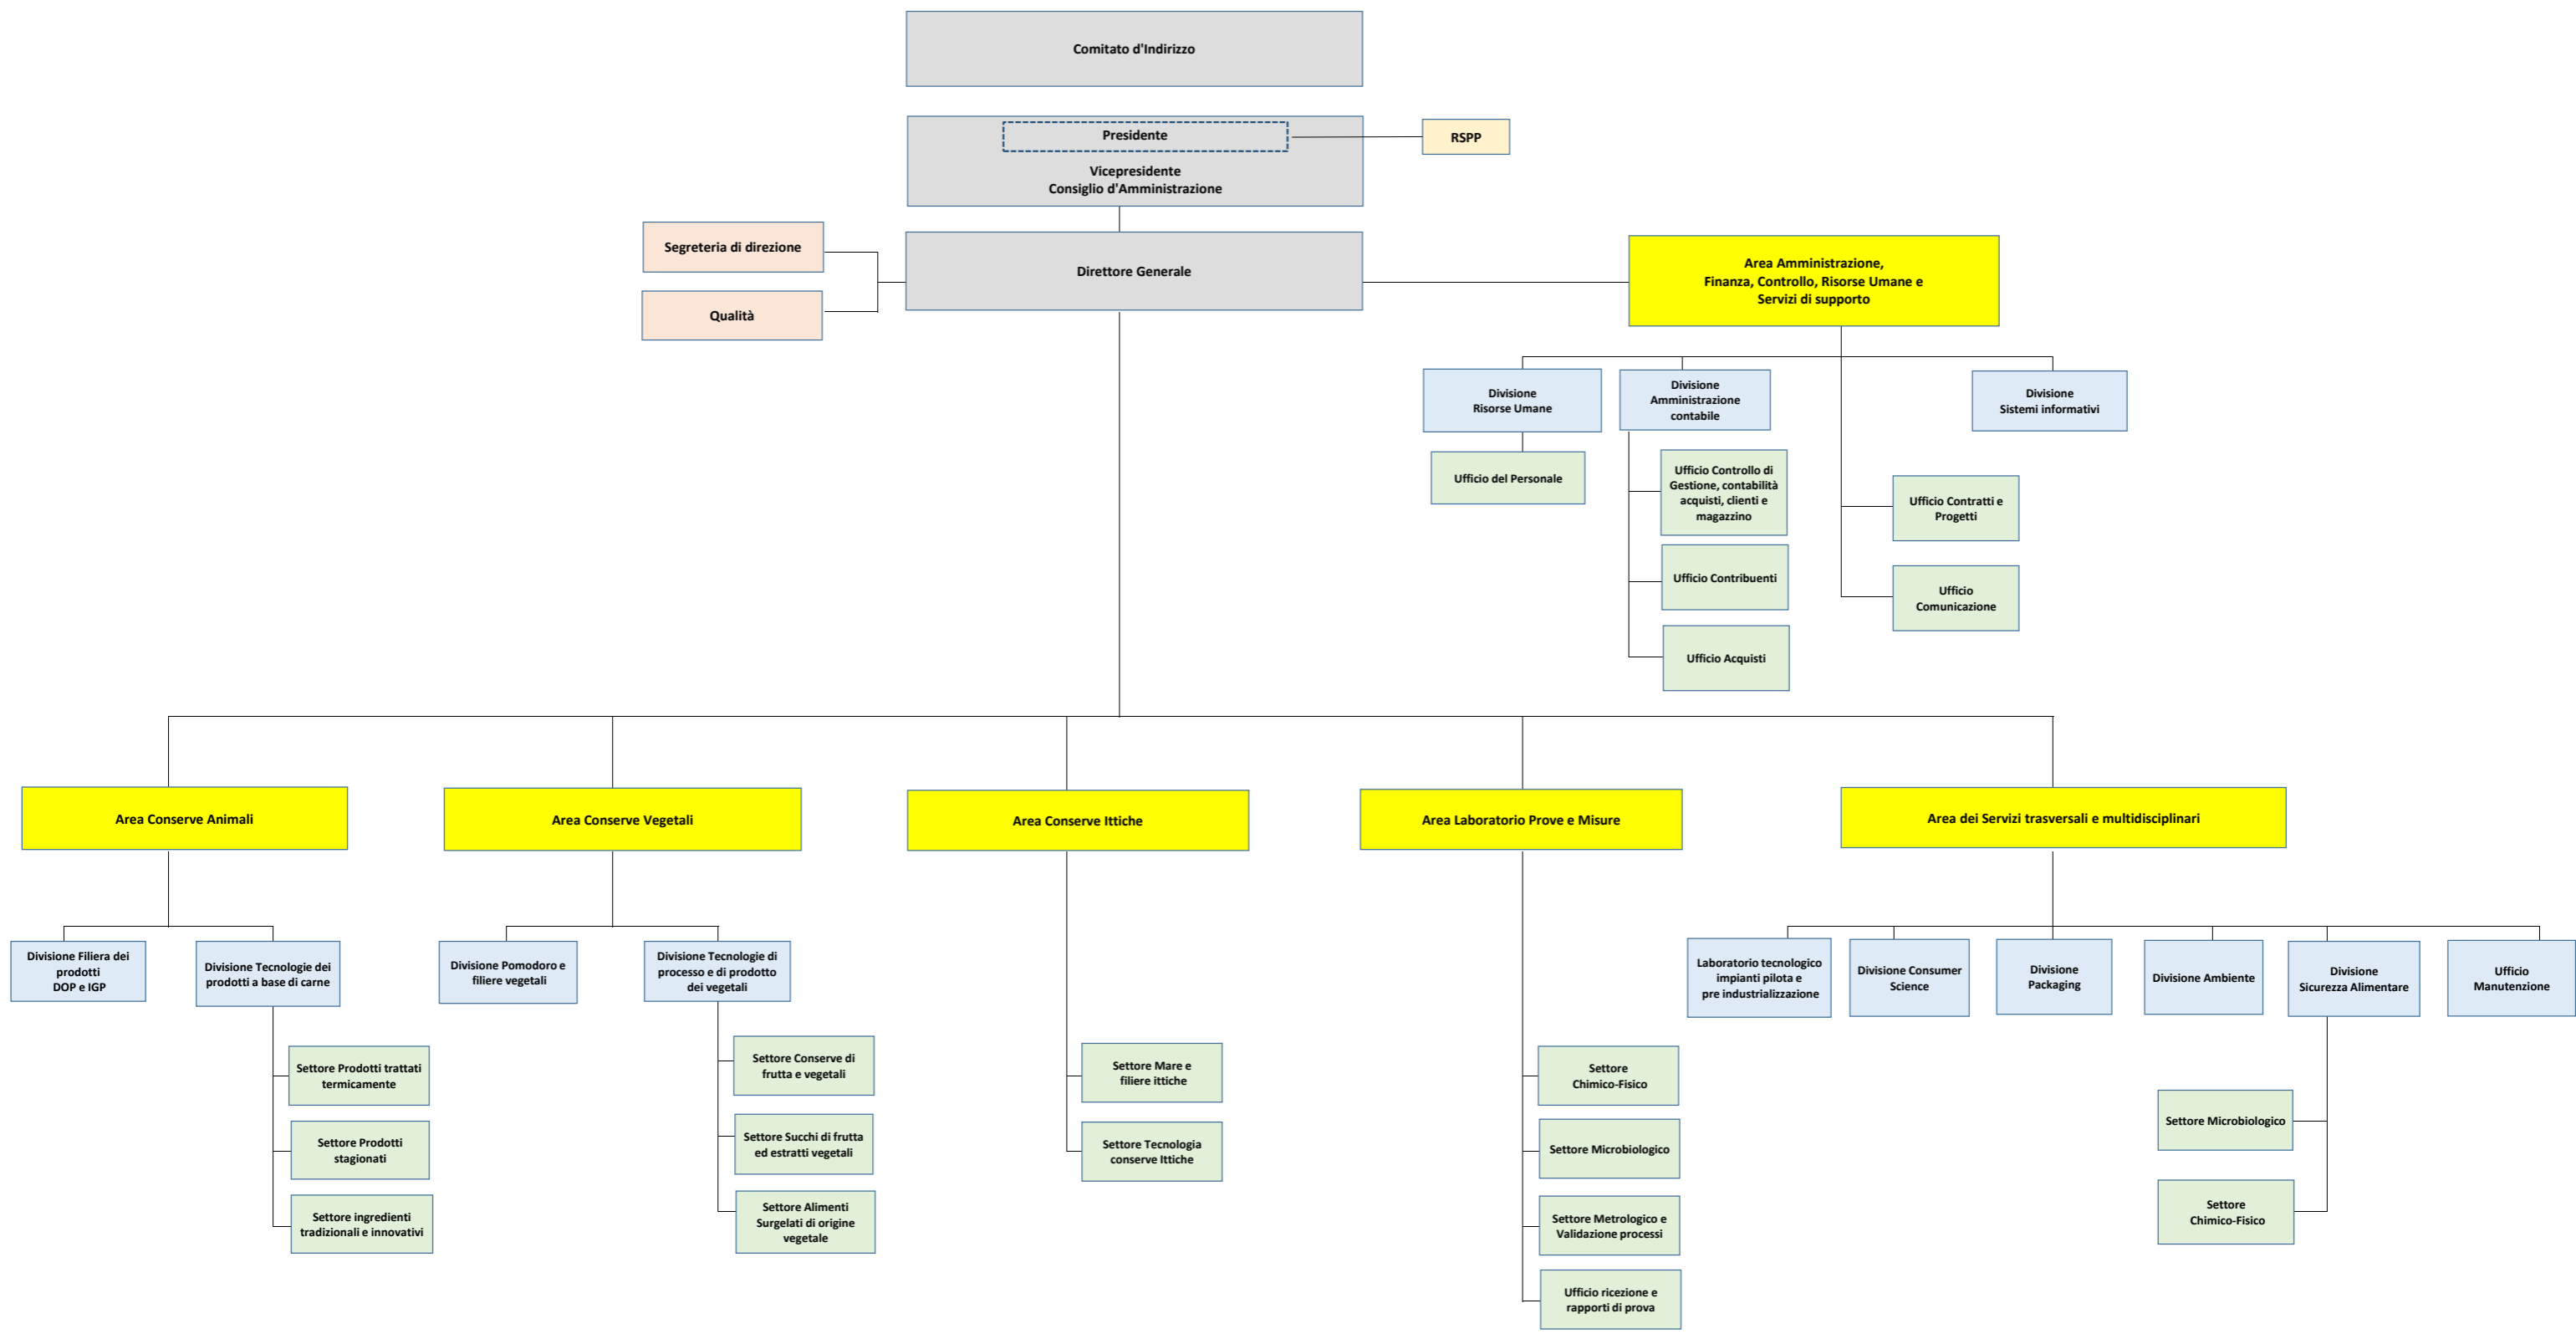 Comitato d'Indirizzo
Presidente
RSPP
Vicepresidente
Consiglio d'Amministrazione
Segreteria di direzione
Qualità
Direttore Generale
Area Amministrazione,
Finanza, Controllo, Risorse Umane e
Servizi di supporto
Divisione
Risorse Umane
Divisione
Amministrazione
contabile
Divisione
Sistemi informativi
Ufficio del Personale
Ufficio Controllo di
Gestione, contabilità
acquisti, clienti e
magazzino
Ufficio Contribuenti
Ufficio Acquisti
Ufficio Contratti e
Progetti
Ufficio
Comunicazione
Area Conserve Animali
Area Conserve Vegetali
Area Conserve Ittiche
Area Laboratorio Prove e Misure
Area dei Servizi trasversali e multidisciplinari
Divisione Filiera dei
prodotti
DOP e IGP
Divisione Tecnologie dei
prodotti a base di carne
Divisione Pomodoro e
filiere vegetali
Divisione Tecnologie di
processo e di prodotto
dei vegetali
Laboratorio tecnologico
impianti pilota e
pre industrializzazione
Divisione Consumer
Science
Divisione
Packaging
Divisione Ambiente
Divisione
Sicurezza Alimentare
Ufficio
Manutenzione
Settore Prodotti trattati
termicamente
Settore Prodotti
stagionati
Settore ingredienti
tradizionali e innovativi
Settore Conserve di
frutta e vegetali
Settore Succhi di frutta
ed estratti vegetali
Settore Alimenti
Surgelati di origine
vegetale
Settore Mare e
filiere ittiche
Settore Tecnologia
conserve Ittiche
Settore
Chimico-Fisico
Settore Microbiologico
Settore Metrologico e
Validazione processi
Ufficio ricezione e
rapporti di prova
Settore Microbiologico
Settore
Chimico-Fisico